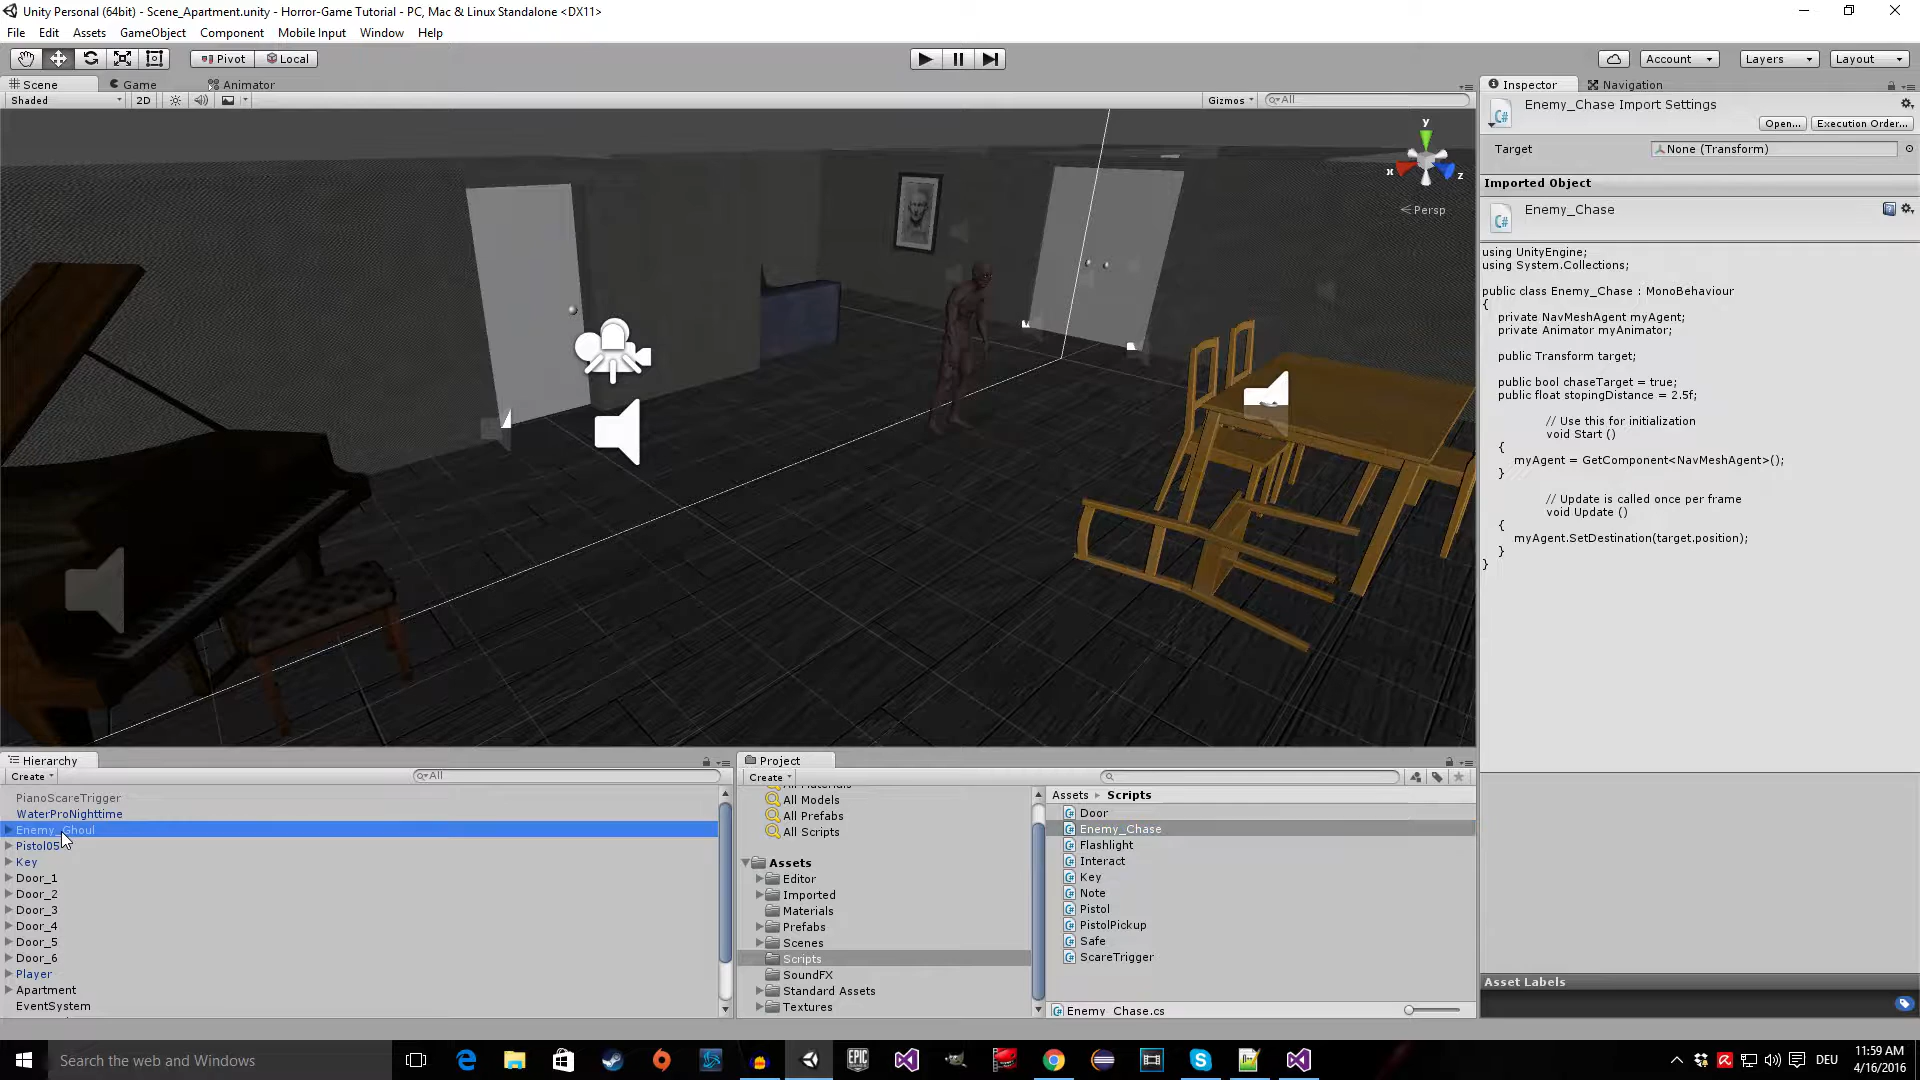 Unity Personal (64bit) - Scene_Apartment.unity - Horror-Game Tutorial - PC, Mac & Linux Standalone <DX11>
File Edit Assets GameObject Component Mobile Input Window Help
Pivot Local Account Layers Layout
Scene Game Animator
Shaded 2D Gizmos All
y
x
z
Persp
Inspector Navigation
Enemy_Chase Import Settings
Open... Execution Order...
Target None (Transform)
Imported Object
Enemy_Chase
using UnityEngine;
using System.Collections;
public class Enemy_Chase : MonoBehaviour
{
private NavMeshAgent myAgent;
private Animator myAnimator;
public Transform target;
public bool chaseTarget = true;
public float stopingDistance = 2.5f;
// Use this for initialization
void Start ()
{
myAgent = GetComponent<NavMeshAgent>();
}
// Update is called once per frame
void Update ()
{
myAgent.SetDestination(target.position);
}
}
Asset Labels
Hierarchy
Create All
PianoScareTrigger
WaterProNighttime
Enemy_Ghoul
Pistol05
Key
Door_1
Door_2
Door_3
Door_4
Door_5
Door_6
Player
Apartment
EventSystem
Project
Create
All Materials
All Models
All Prefabs
All Scripts
Assets
Editor
Imported
Materials
Prefabs
Scenes
Scripts
SoundFX
Standard Assets
Textures
Assets Scripts
Door
Enemy_Chase
Flashlight
Interact
Key
Note
Pistol
PistolPickup
Safe
ScareTrigger
Enemy_Chase.cs
Search the web and Windows
EPIC
DEU
11:59 AM
4/16/2016